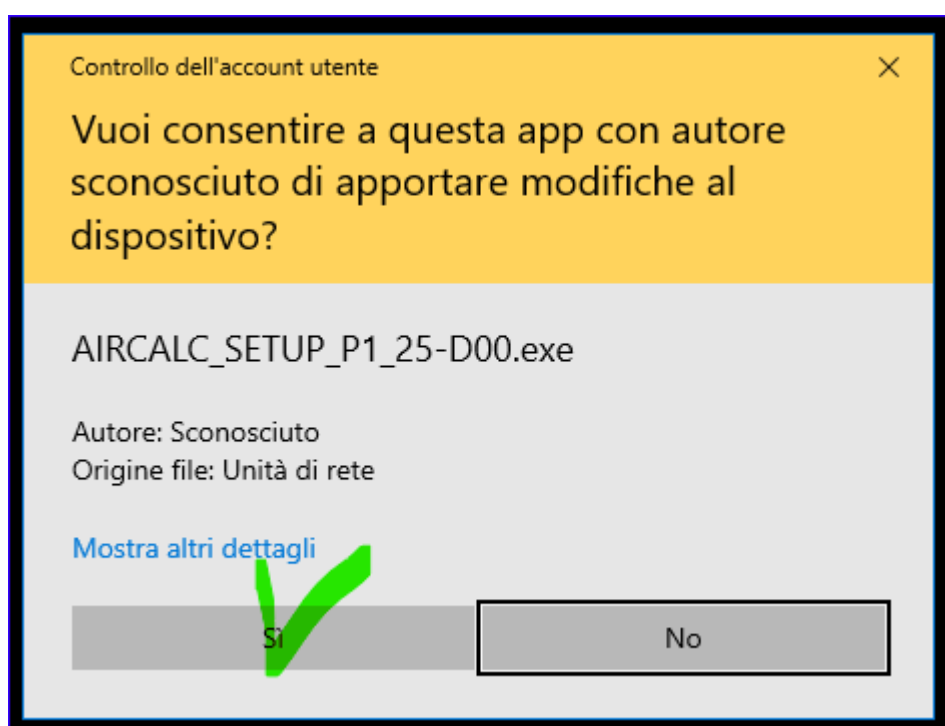 Controllo dell'account utente
Vuoi consentire a questa app con autore
sconosciuto di apportare modifiche al
dispositivo?
AIRCALC_SETUP_P1_25-D00.exe
Autore: Sconosciuto
Origine file: Unità di rete
Mostra altri dettagli
Sì
No